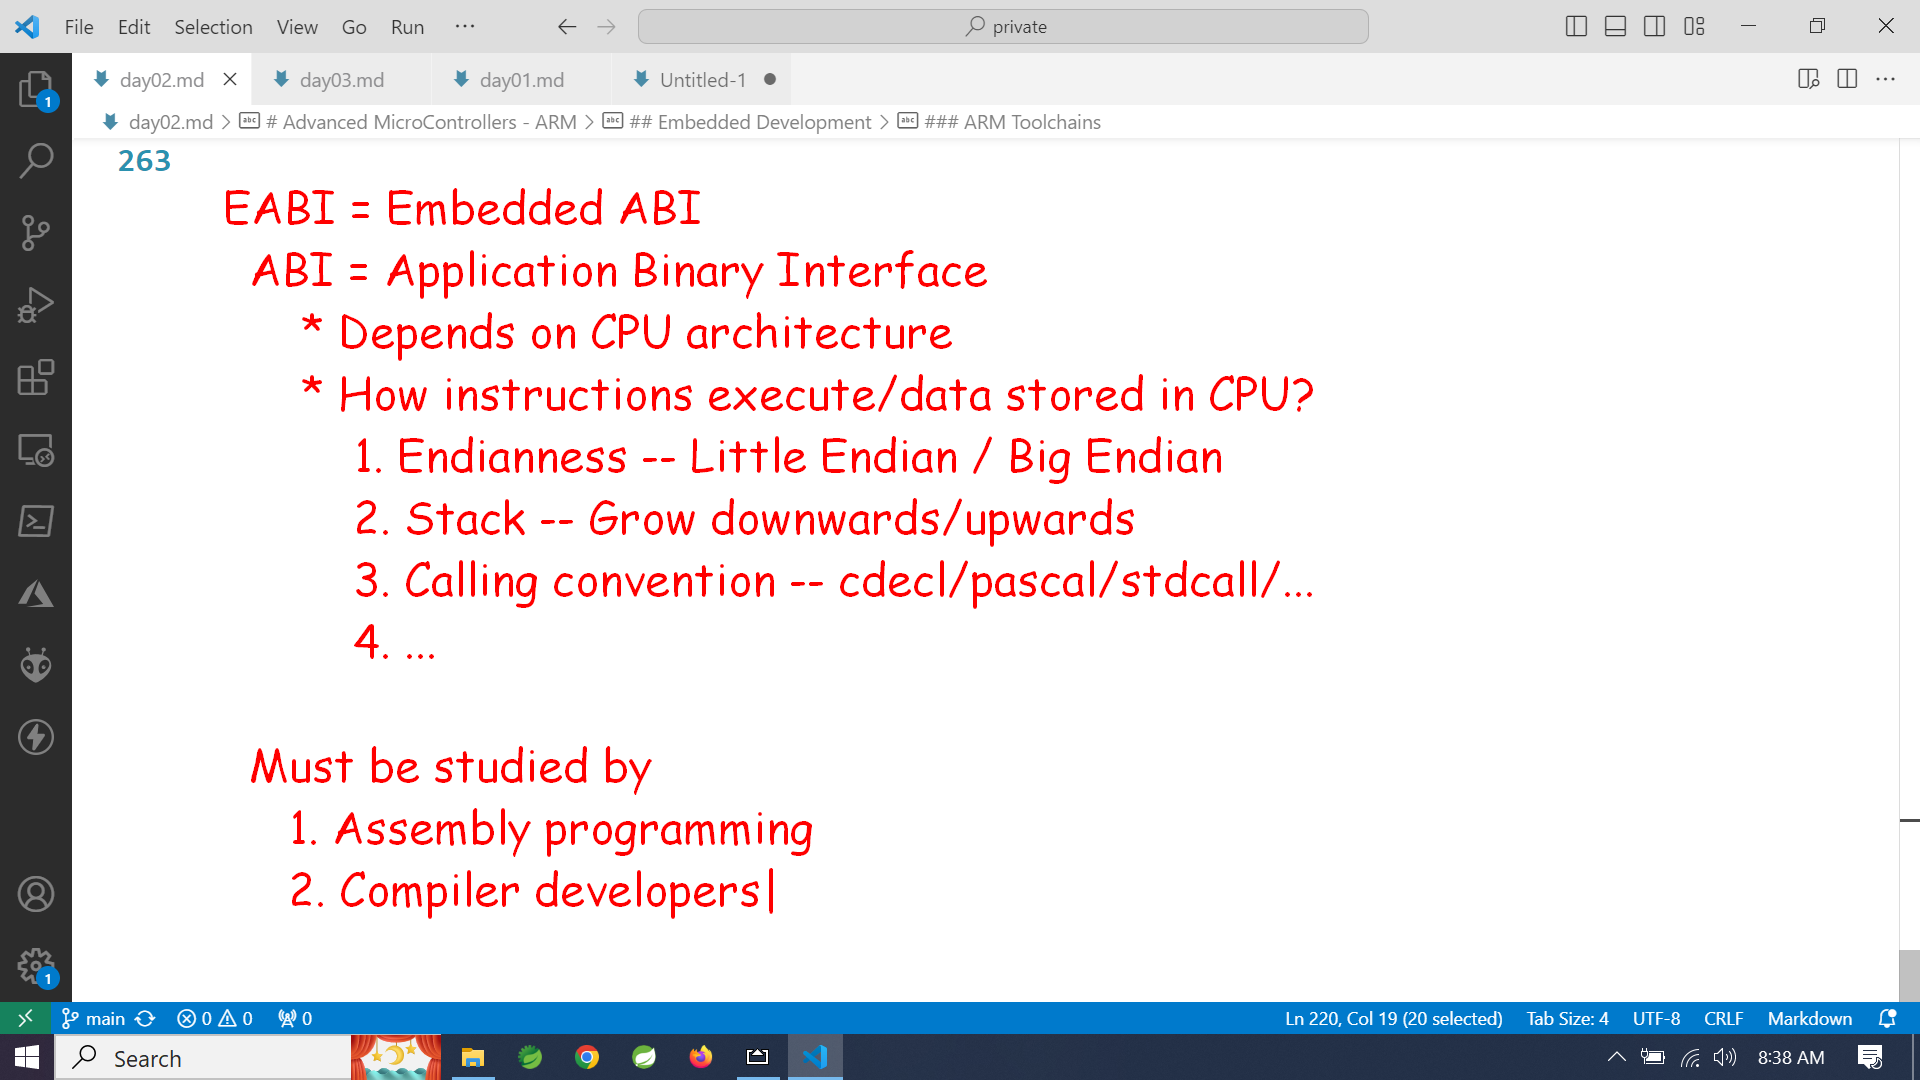 File Edit Selection View Go Run ... private
day02.md day03.md day01.md Untitled-1
day02.md > # Advanced MicroControllers - ARM > ## Embedded Development > ### ARM Toolchains
263
EABI = Embedded ABI
ABI = Application Binary Interface
* Depends on CPU architecture
* How instructions execute/data stored in CPU?
1. Endianness -- Little Endian / Big Endian
2. Stack -- Grow downwards/upwards
3. Calling convention -- cdecl/pascal/stdcall/...
4. ...
Must be studied by
1. Assembly programming
2. Compiler developers
1
1
main 0 0 0 Ln 220, Col 19 (20 selected) Tab Size: 4 UTF-8 CRLF Markdown
Search 8:38 AM